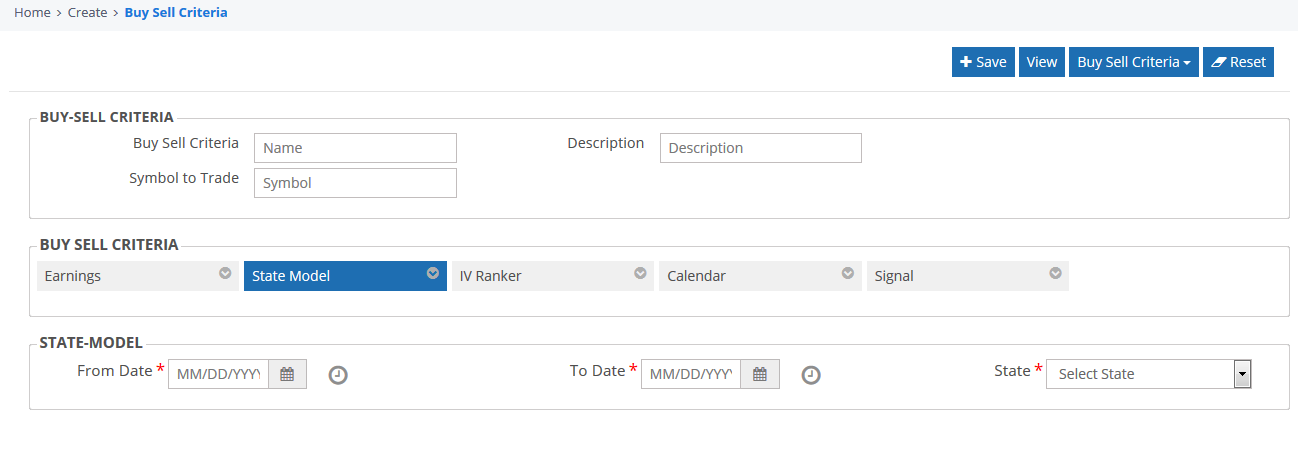 Home > Create > Buy Sell Criteria
Save View Buy Sell Criteria Reset
BUY-SELL CRITERIA
Buy Sell Criteria Name Description Description
Symbol to Trade Symbol
BUY SELL CRITERIA
Earnings State Model IV Ranker Calendar Signal
STATE-MODEL
From Date * MM/DD/YYYY To Date * MM/DD/YYYY State * Select State